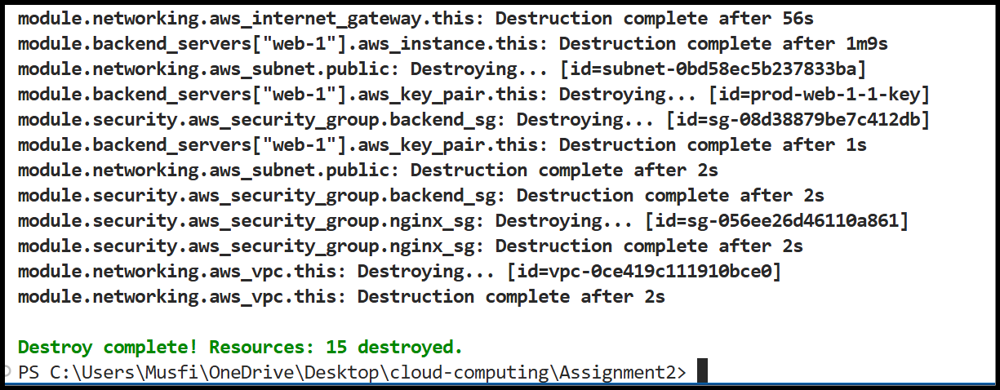 module.networking.aws_internet_gateway.this: Destruction complete after 56s
module.backend_servers["web-1"].aws_instance.this: Destruction complete after 1m9s
module.networking.aws_subnet.public: Destroying... [id=subnet-0bd58ec5b237833ba]
module.backend_servers["web-1"].aws_key_pair.this: Destroying... [id=prod-web-1-1-key]
module.security.aws_security_group.backend_sg: Destroying... [id=sg-08d38879be7c412db]
module.backend_servers["web-1"].aws_key_pair.this: Destruction complete after 1s
module.networking.aws_subnet.public: Destruction complete after 2s
module.security.aws_security_group.backend_sg: Destruction complete after 2s
module.security.aws_security_group.nginx_sg: Destroying... [id=sg-056ee26d46110a861]
module.security.aws_security_group.nginx_sg: Destruction complete after 2s
module.networking.aws_vpc.this: Destroying... [id=vpc-0ce419c111910bce0]
module.networking.aws_vpc.this: Destruction complete after 2s
Destroy complete! Resources: 15 destroyed.
PS C:\Users\Musfi\OneDrive\Desktop\cloud-computing\Assignment2>